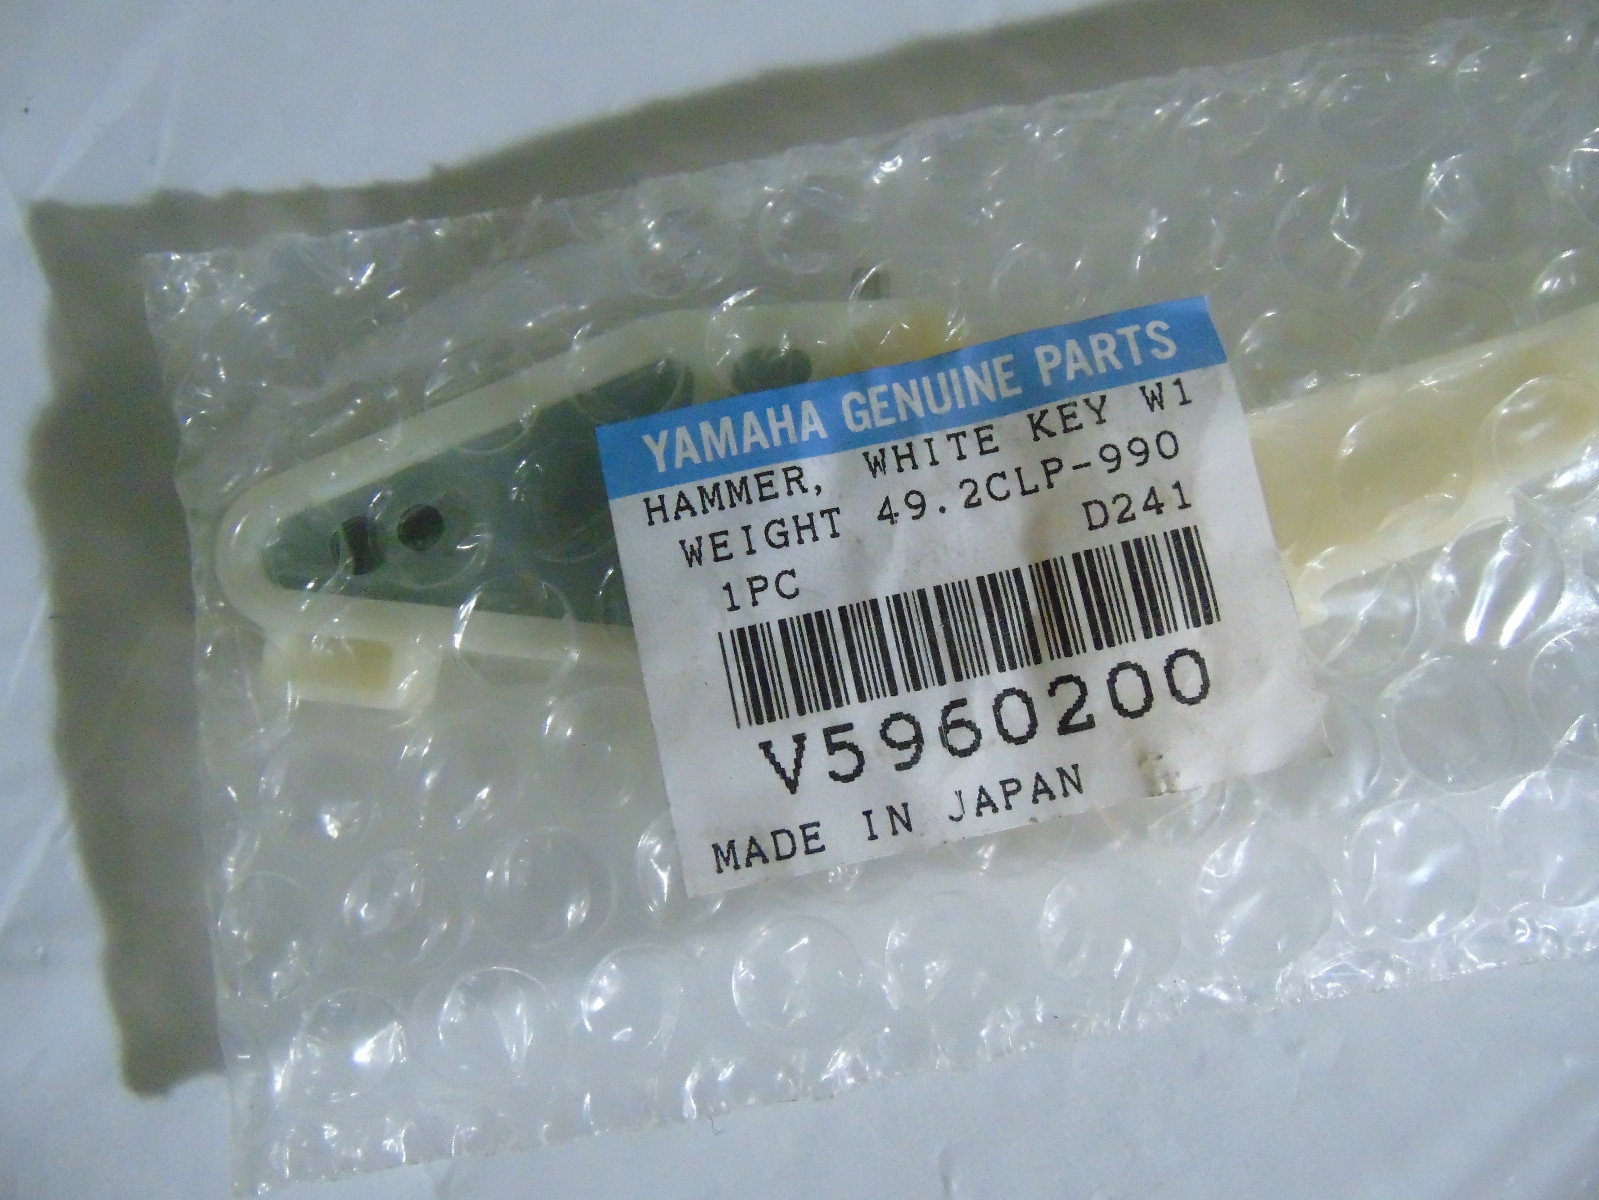 YAMAHA GENUINE PARTS
HAMMER, WHITE KEY W1
WEIGHT 49.2CLP-990
1PC D241
V5960200
MADE IN JAPAN